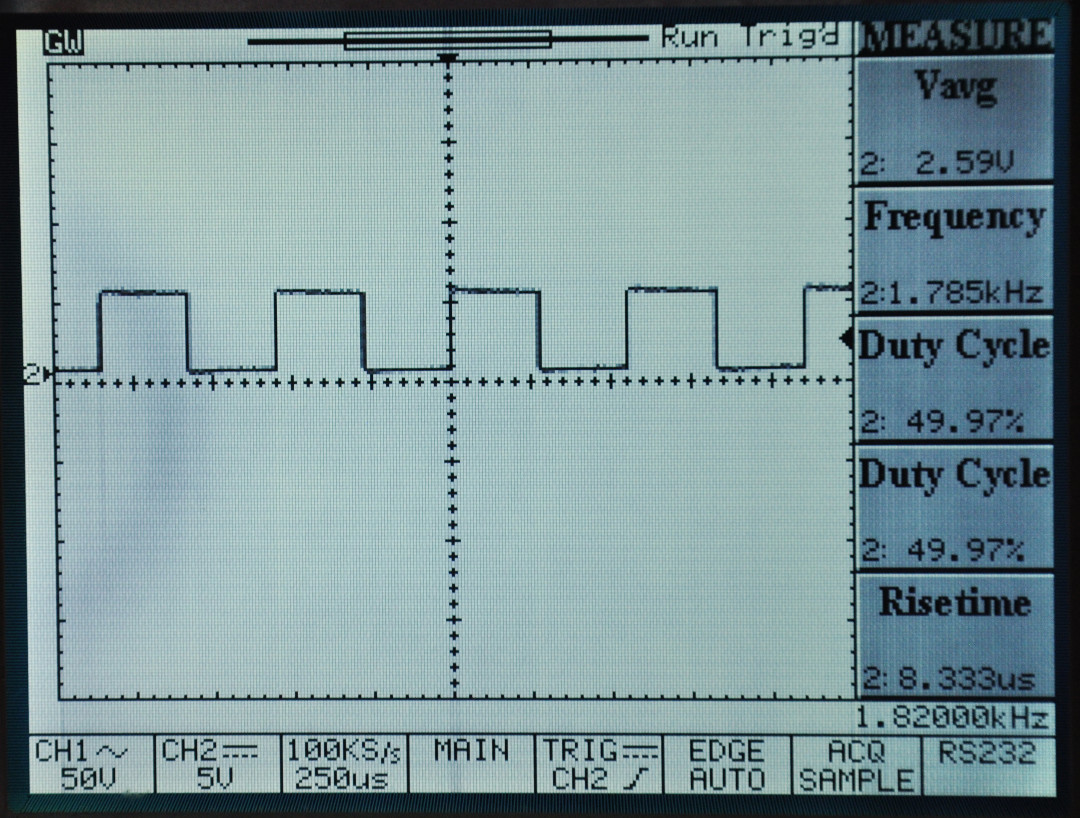 GW
Run Trig'd
MEASURE
Vavg
2: 2.59V
Frequency
2:1.785kHz
Duty Cycle
2: 49.97%
Duty Cycle
2: 49.97%
Risetime
2: 8.333us
2
1.82000kHz
CH1
50V
CH2
5V
100KS/s
250us
MAIN
TRIG
CH2
EDGE
AUTO
ACQ
SAMPLE
RS232